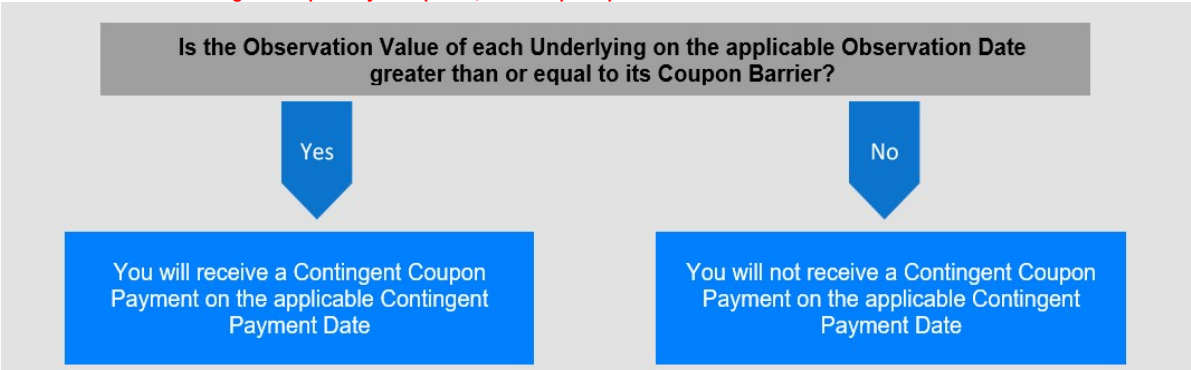 Is the Observation Value of each Underlying on the applicable Observation Date
greater than or equal to its Coupon Barrier?
Yes
No
You will receive a Contingent Coupon
Payment on the applicable Contingent
Payment Date
You will not receive a Contingent Coupon
Payment on the applicable Contingent
Payment Date